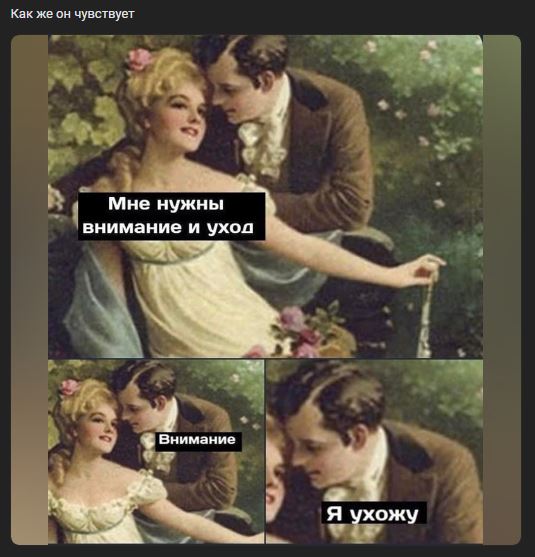 Как же он чувствует
Мне нужны
внимание и уход
Внимание
Я ухожу